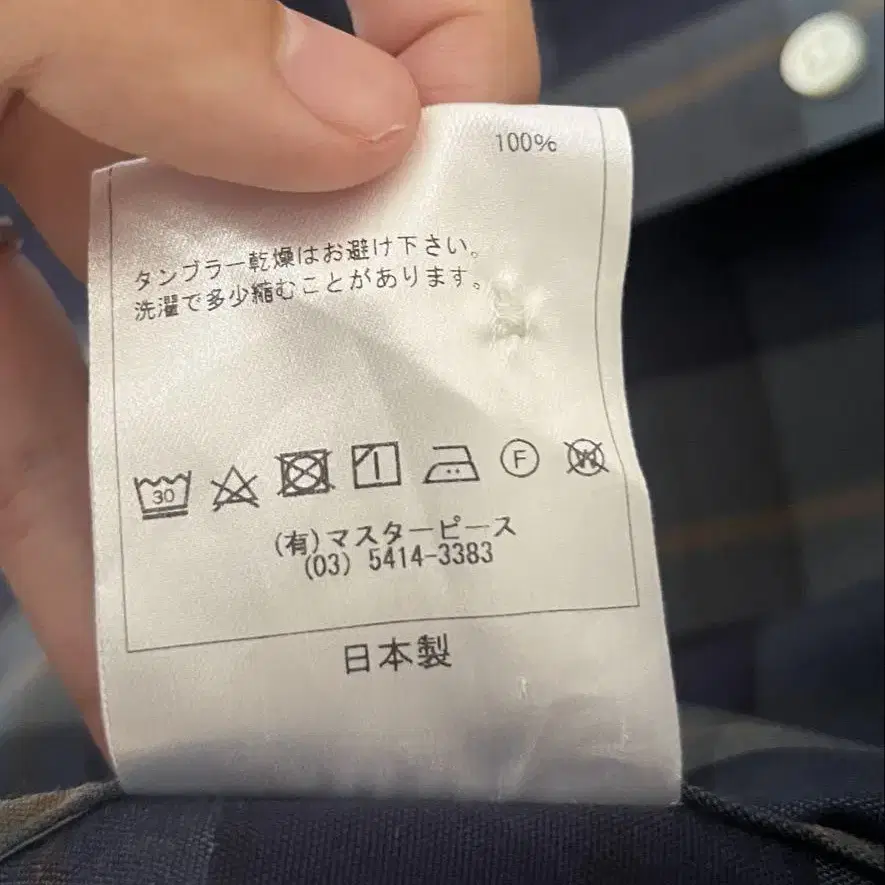 100%
タンブラー乾燥はお避け下さい。
洗濯で多少縮むことがあります。
30 F W
(有)マスターピース
(03) 5414-3383
日本製